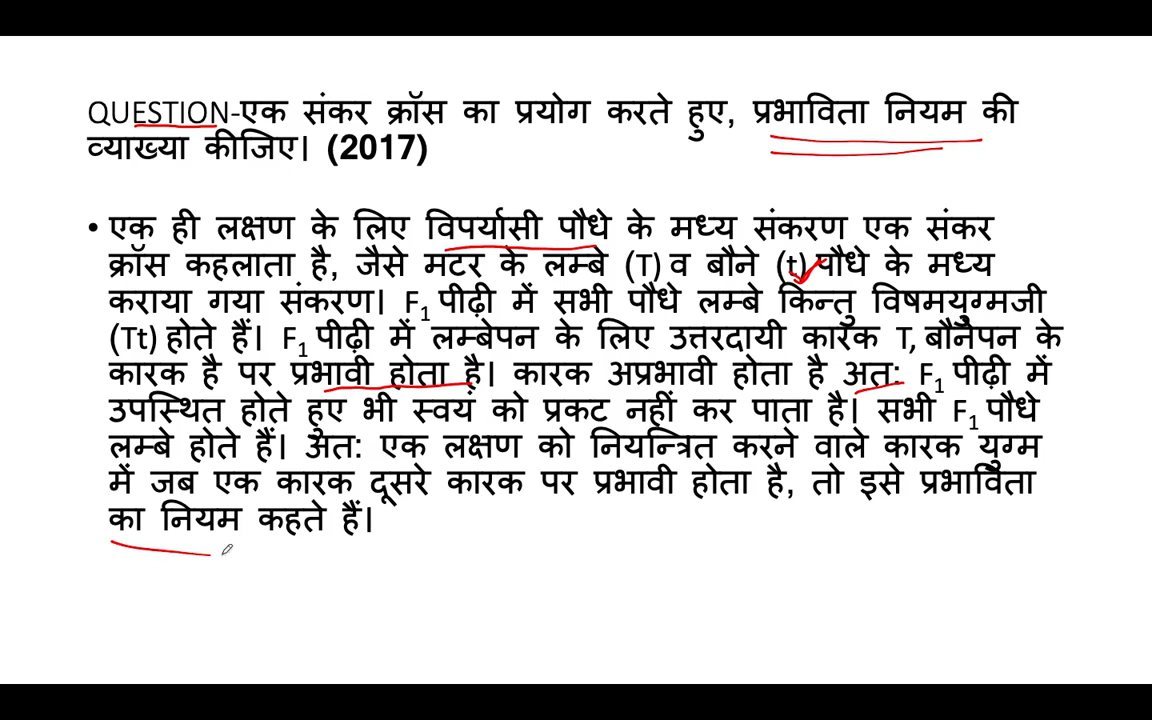 QUESTION-एक संकर क्रॉस का प्रयोग करते हुए, प्रभाविता नियम की
व्याख्या कीजिए। (2017)
• एक ही लक्षण के लिए विपर्यासी पौधे के मध्य संकरण एक संकर
क्रॉस कहलाता है, जैसे मटर के लम्बे (T) व बौने (t) पौधे के मध्य
कराया गया संकरण। F₁ पीढ़ी में सभी पौधे लम्बे किन्तु विषमयुग्मजी
(Tt) होते हैं। F₁ पीढ़ी में लम्बेपन के लिए उत्तरदायी कारक T, बौनेपन के
कारक है पर प्रभावी होता है। कारक अप्रभावी होता है अत: F₁ पीढ़ी में
उपस्थित होते हुए भी स्वयं को प्रकट नहीं कर पाता है। सभी F₁ पौधे
लम्बे होते हैं। अत: एक लक्षण को नियन्त्रित करने वाले कारक युग्म
में जब एक कारक दूसरे कारक पर प्रभावी होता है, तो इसे प्रभाविता
का नियम कहते हैं।